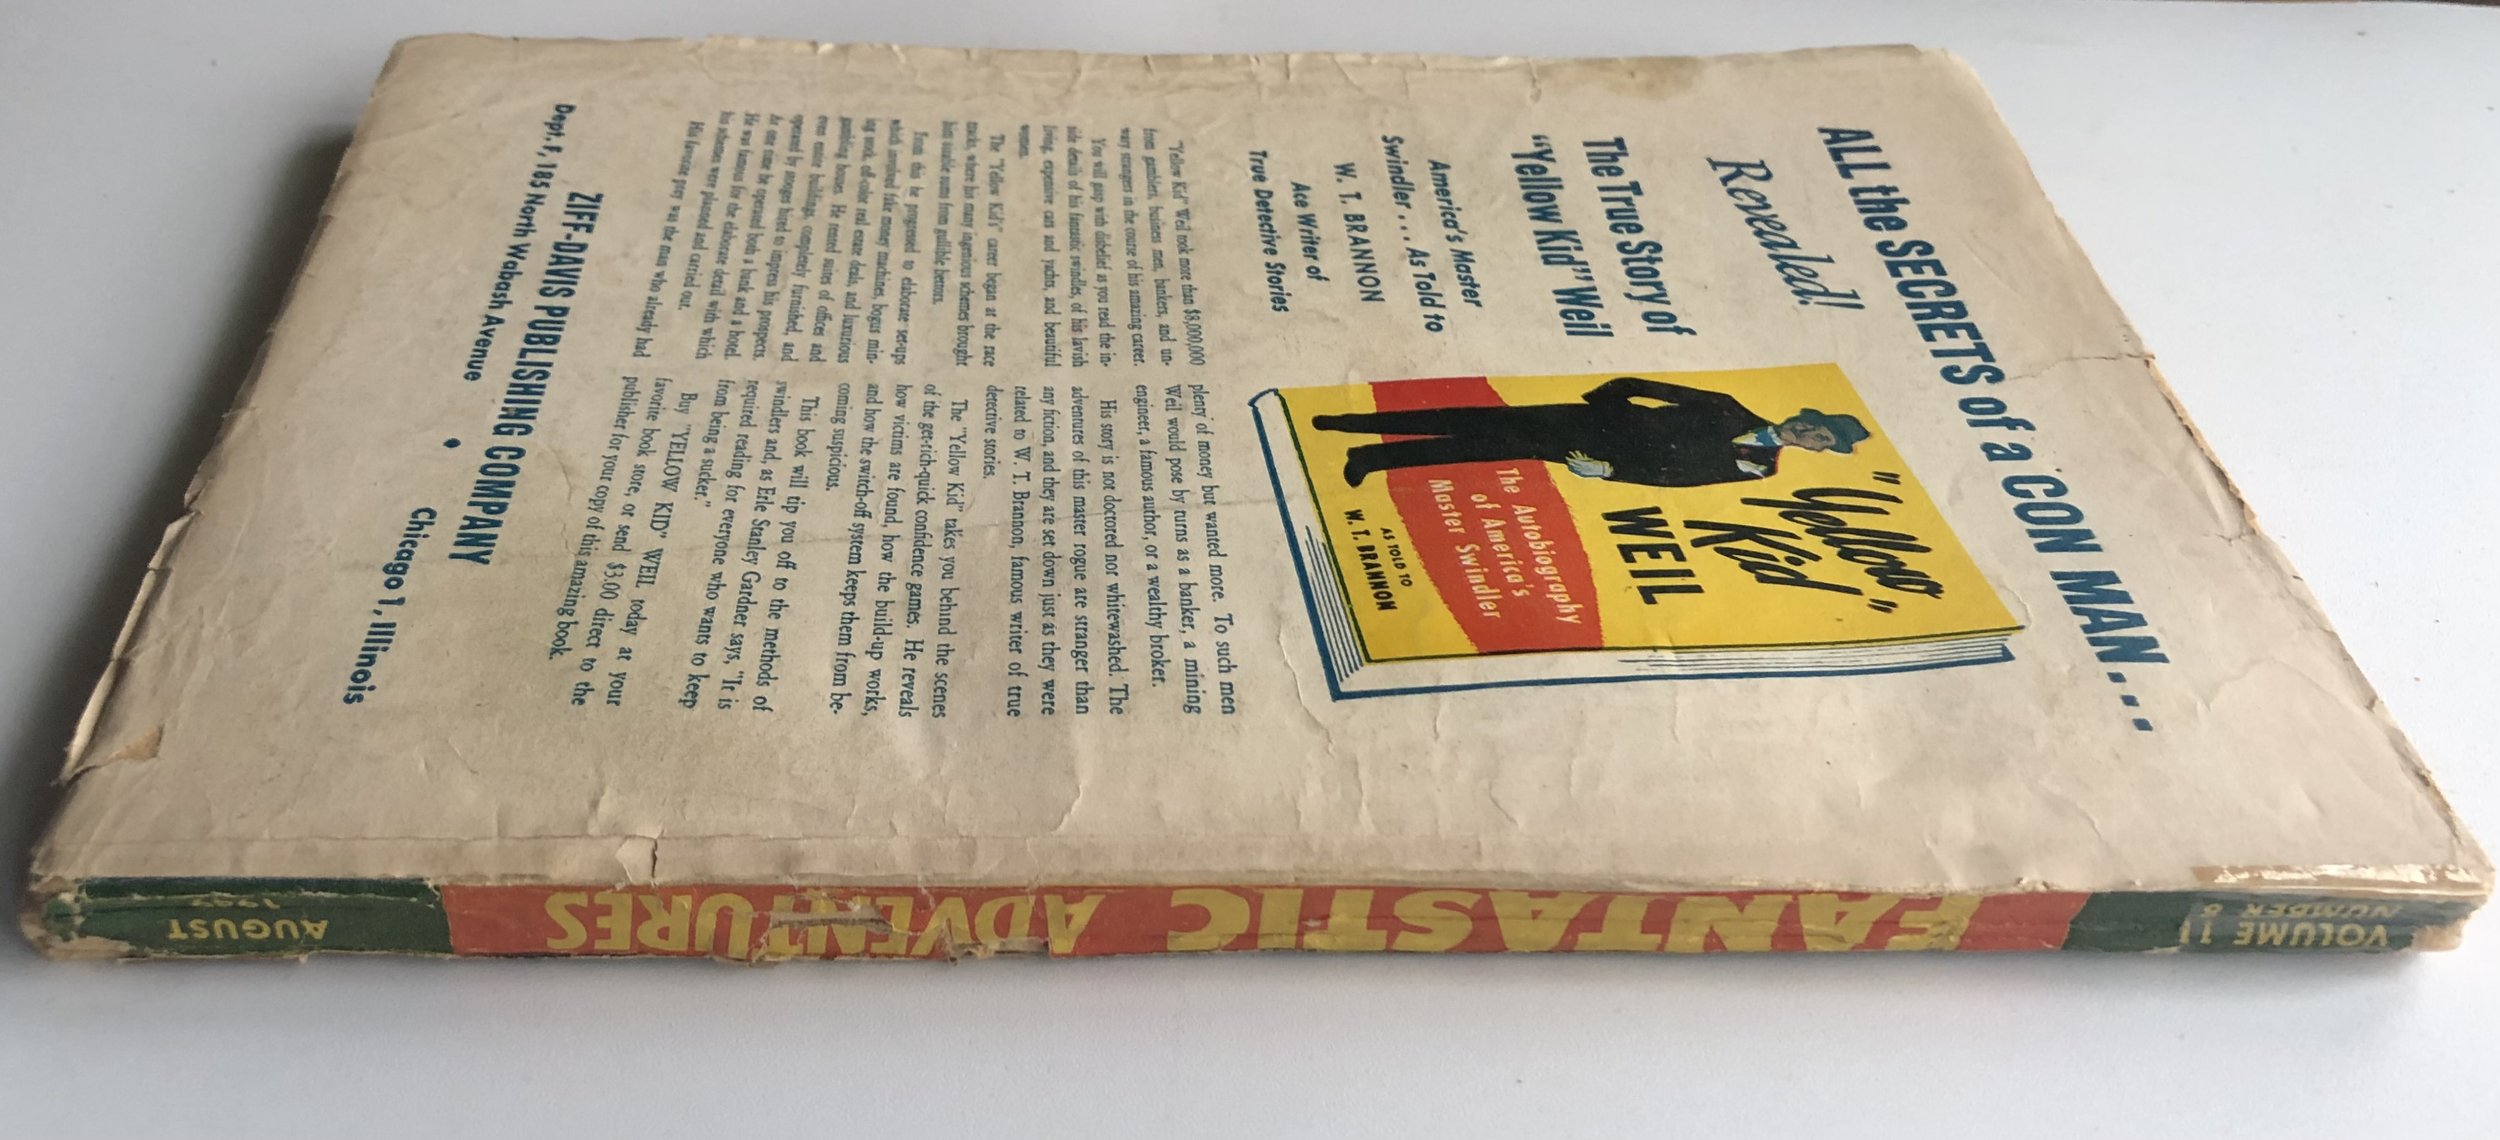 ALL the SECRETS of a CON MAN...
Revealed!
The True Story of
"Yellow Kid" Weil
America's Master
Swindler... As Told to
W. T. BRANNON
Ace Writer of
True Detective Stories
"Yellow
Kid"
WEIL
The Autobiography
of America's
Master Swindler
AS TOLD TO
W. T. BRANNON
"Yellow Kid" Weil took more than $8,000,000
from gamblers, business men, bankers, and un-
wary strangers in the course of his amazing career.
You will gasp with disbelief as you read the in-
side details of his fantastic swindles, of his lavish
living, expensive cars and yachts, and beautiful
women.
The "Yellow Kid's" career began at the race
tracks, where his many ingenious schemes brought
him sizable sums from gullible bettors.
From this he progressed to elaborate set-ups
which involved fake money machines, bogus min-
ing stock, off-color real estate deals, and luxurious
gambling houses. He rented suites of offices and
even entire buildings, completely furnished, and
operated by stooges hired to impress his prospects.
At one time he operated both a bank and a hotel.
He was famous for the elaborate detail with which
his schemes were planned and carried out.
His favorite prey was the man who already had
plenty of money but wanted more. To such men
Weil would pose by turns as a banker, a mining
engineer, a famous author, or a wealthy broker.
His story is not doctored nor whitewashed. The
adventures of this master rogue are stranger than
any fiction, and they are set down just as they were
related to W. T. Brannon, famous writer of true
detective stories.
The "Yellow Kid" takes you behind the scenes
of the get-rich-quick confidence games. He reveals
how victims are found, how the build-up works,
and how the switch-off system keeps them from be-
coming suspicious.
This book will tip you off to the methods of
swindlers and, as Erle Stanley Gardner says, "It is
required reading for everyone who wants to keep
from being a sucker."
Buy "YELLOW KID" WEIL today at your
favorite book store, or send $3.00 direct to the
publisher for your copy of this amazing book.
ZIFF-DAVIS PUBLISHING COMPANY
Dept. F, 185 North Wabash Avenue • Chicago 1, Illinois
VOLUME 11
NUMBER 8
FANTASTIC ADVENTURES
AUGUST